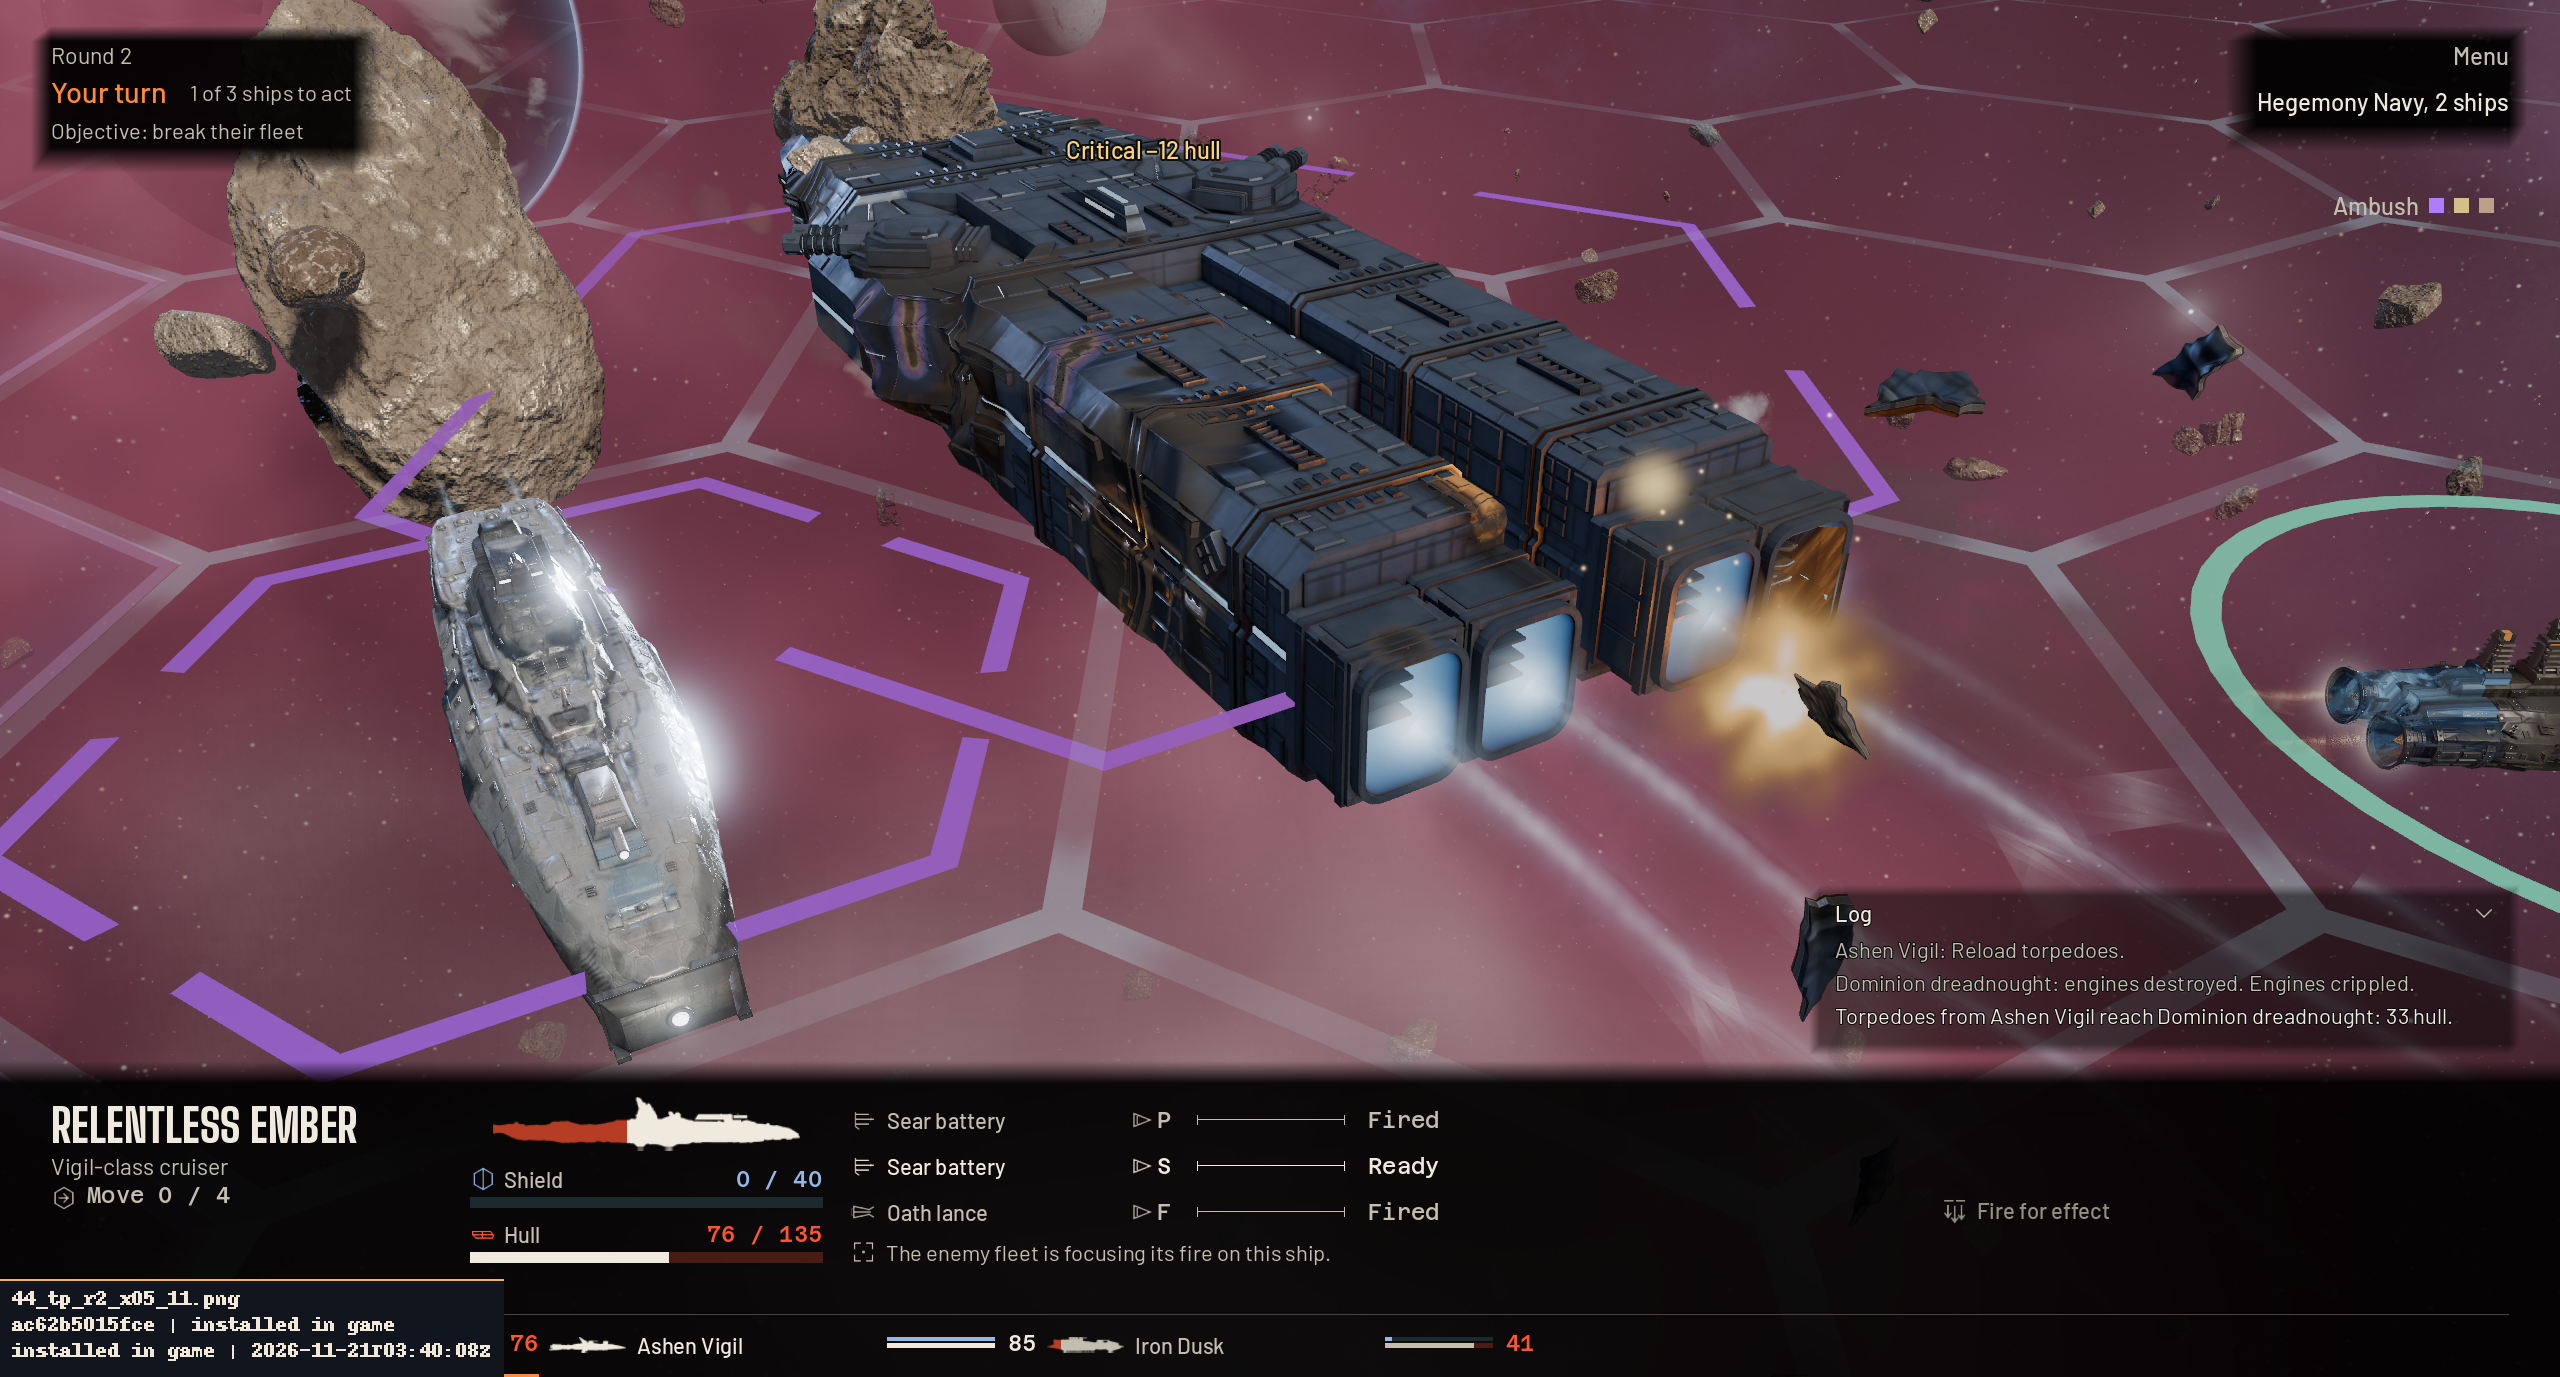 Round 2
Your turn 1 of 3 ships to act
Objective: break their fleet
Menu
Hegemony Navy, 2 ships
Ambush
Critical –12 hull
Log
Ashen Vigil: Reload torpedoes.
Dominion dreadnought: engines destroyed. Engines crippled.
Torpedoes from Ashen Vigil reach Dominion dreadnought: 33 hull.
RELENTLESS EMBER
Vigil-class cruiser
Move 0 / 4
Shield 0 / 40
Hull 76 / 135
Sear battery P Fired
Sear battery S Ready
Oath lance F Fired
The enemy fleet is focusing its fire on this ship.
Fire for effect
44_tp_r2_x05_11.png
ac62b5015fce | installed in game
installed in game | 2026-11-21T03:40:08Z
76 Ashen Vigil 85 Iron Dusk 41